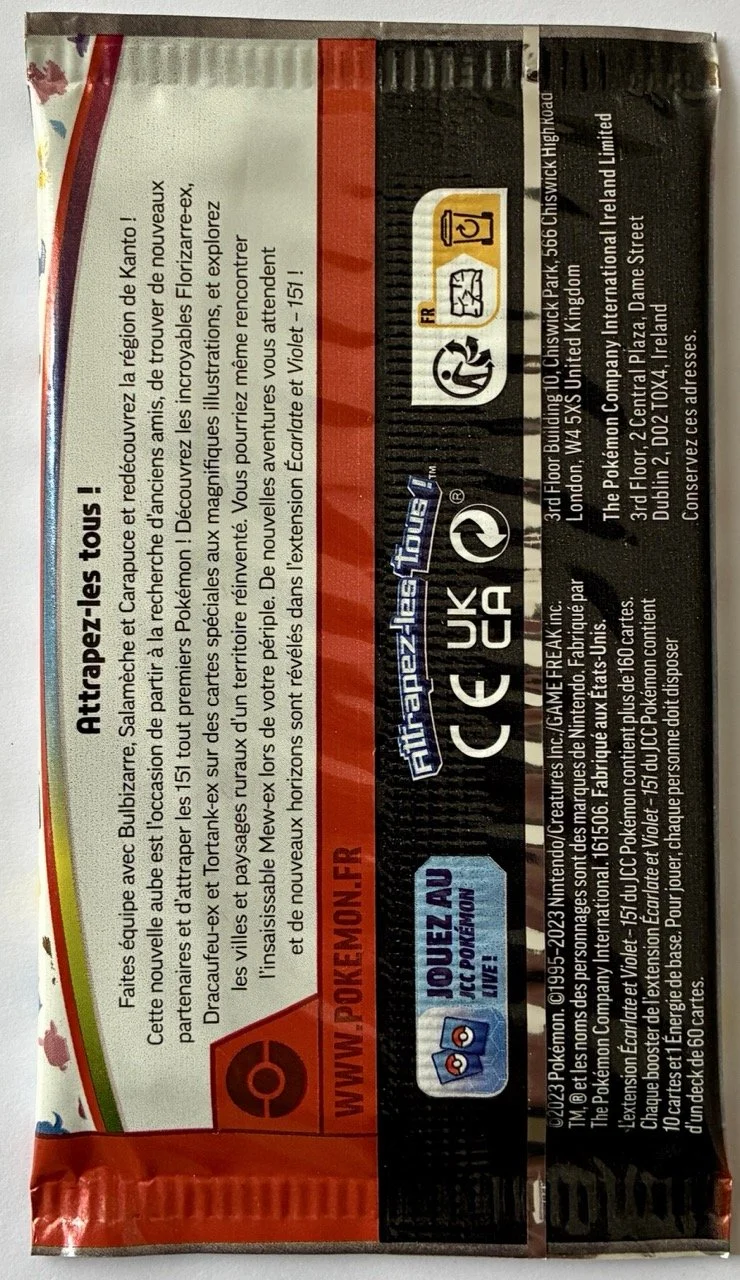 Attrapez-les tous !
Faites équipe avec Bulbizarre, Salamèche et Carapuce et redécouvrez la région de Kanto !
Cette nouvelle aube est l'occasion de partir à la recherche d'anciens amis, de trouver de nouveaux
partenaires et d'attraper les 151 tout premiers Pokémon ! Découvrez les incroyables Florizarre-ex,
Dracaufeu-ex et Tortank-ex sur des cartes spéciales aux magnifiques illustrations, et explorez
les villes et paysages ruraux d'un territoire réinventé. Vous pourriez même rencontrer
l'insaisissable Mew-ex lors de votre périple. De nouvelles aventures vous attendent
et de nouveaux horizons sont révélés dans l'extension Écarlate et Violet – 151 !
WWW.POKEMON.FR
JOUEZ AU
JCC POKÉMON
LIVE !
Attrapez-les Tous !™
CE UK
CA ®
FR
©2023 Pokémon. ©1995–2023 Nintendo/Creatures Inc./GAME FREAK inc.
TM, ® et les noms des personnages sont des marques de Nintendo. Fabriqué par
The Pokémon Company International. 161506. Fabriqué aux États-Unis.
L'extension Écarlate et Violet – 151 du JCC Pokémon contient plus de 160 cartes.
Chaque booster de l'extension Écarlate et Violet – 151 du JCC Pokémon contient
10 cartes et 1 Énergie de base. Pour jouer, chaque personne doit disposer
d'un deck de 60 cartes.
3rd Floor Building 10, Chiswick Park, 566 Chiswick High Road
London, W4 5XS United Kingdom
The Pokémon Company International Ireland Limited
3rd Floor, 2 Central Plaza, Dame Street
Dublin 2, D02 T0X4, Ireland
Conservez ces adresses.